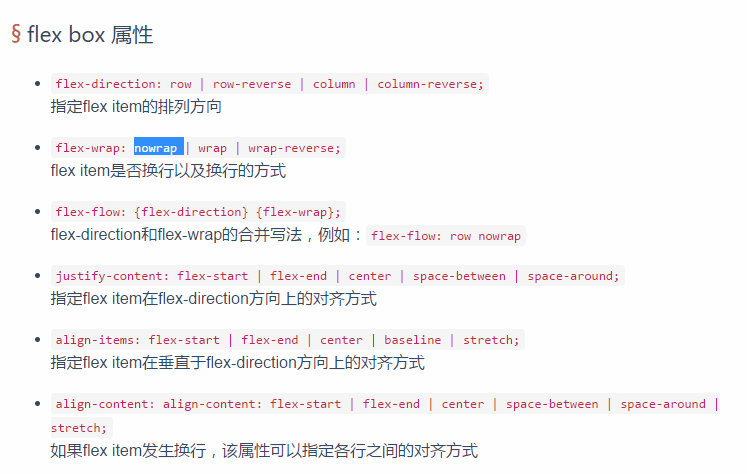 § flex box 属性
flex-direction: row | row-reverse | column | column-reverse;
指定flex item的排列方向
flex-wrap: nowrap | wrap | wrap-reverse;
flex item是否换行以及换行的方式
flex-flow: {flex-direction} {flex-wrap};
flex-direction和flex-wrap的合并写法，例如： flex-flow: row nowrap
justify-content: flex-start | flex-end | center | space-between | space-around;
指定flex item在flex-direction方向上的对齐方式
align-items: flex-start | flex-end | center | baseline | stretch;
指定flex item在垂直于flex-direction方向上的对齐方式
align-content: align-content: flex-start | flex-end | center | space-between | space-around |
stretch;
如果flex item发生换行，该属性可以指定各行之间的对齐方式